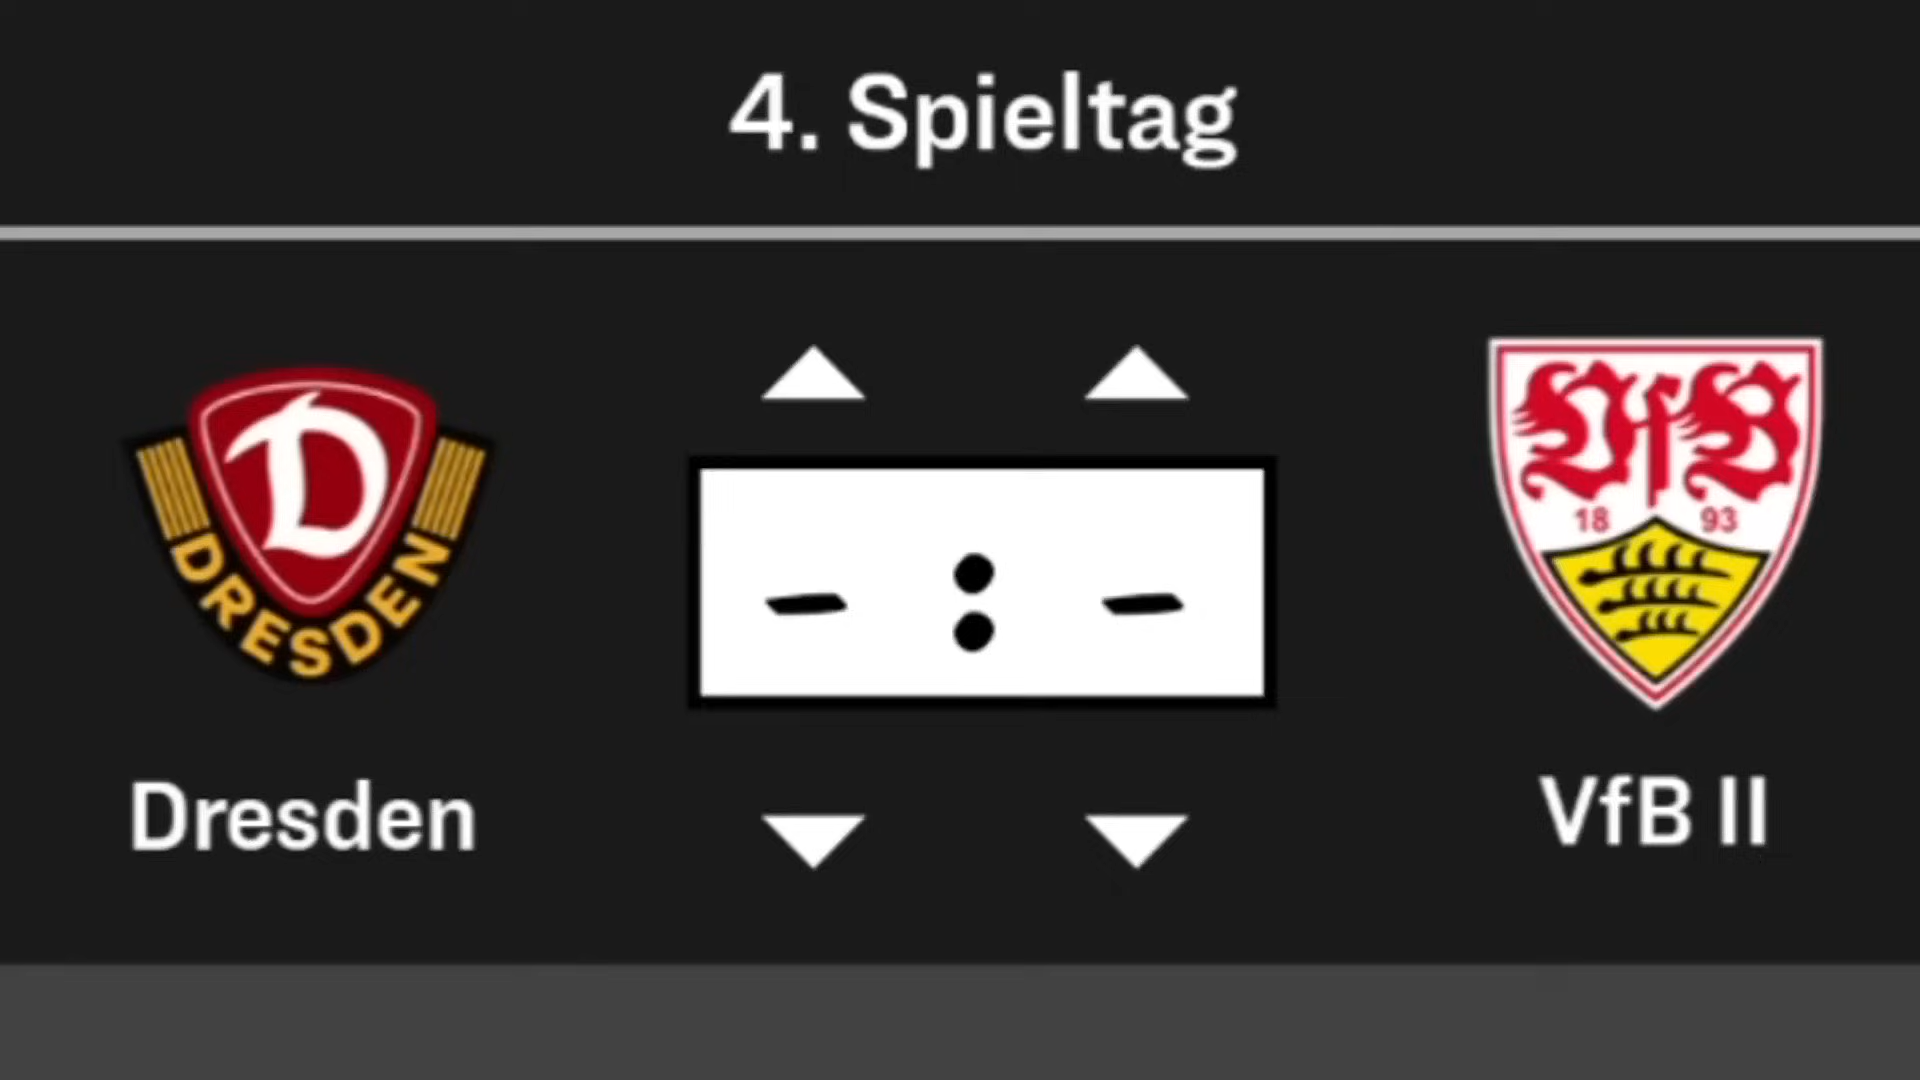 4. Spieltag
D
DRESDEN
- : -
VfB
18 93
Dresden
VfB II